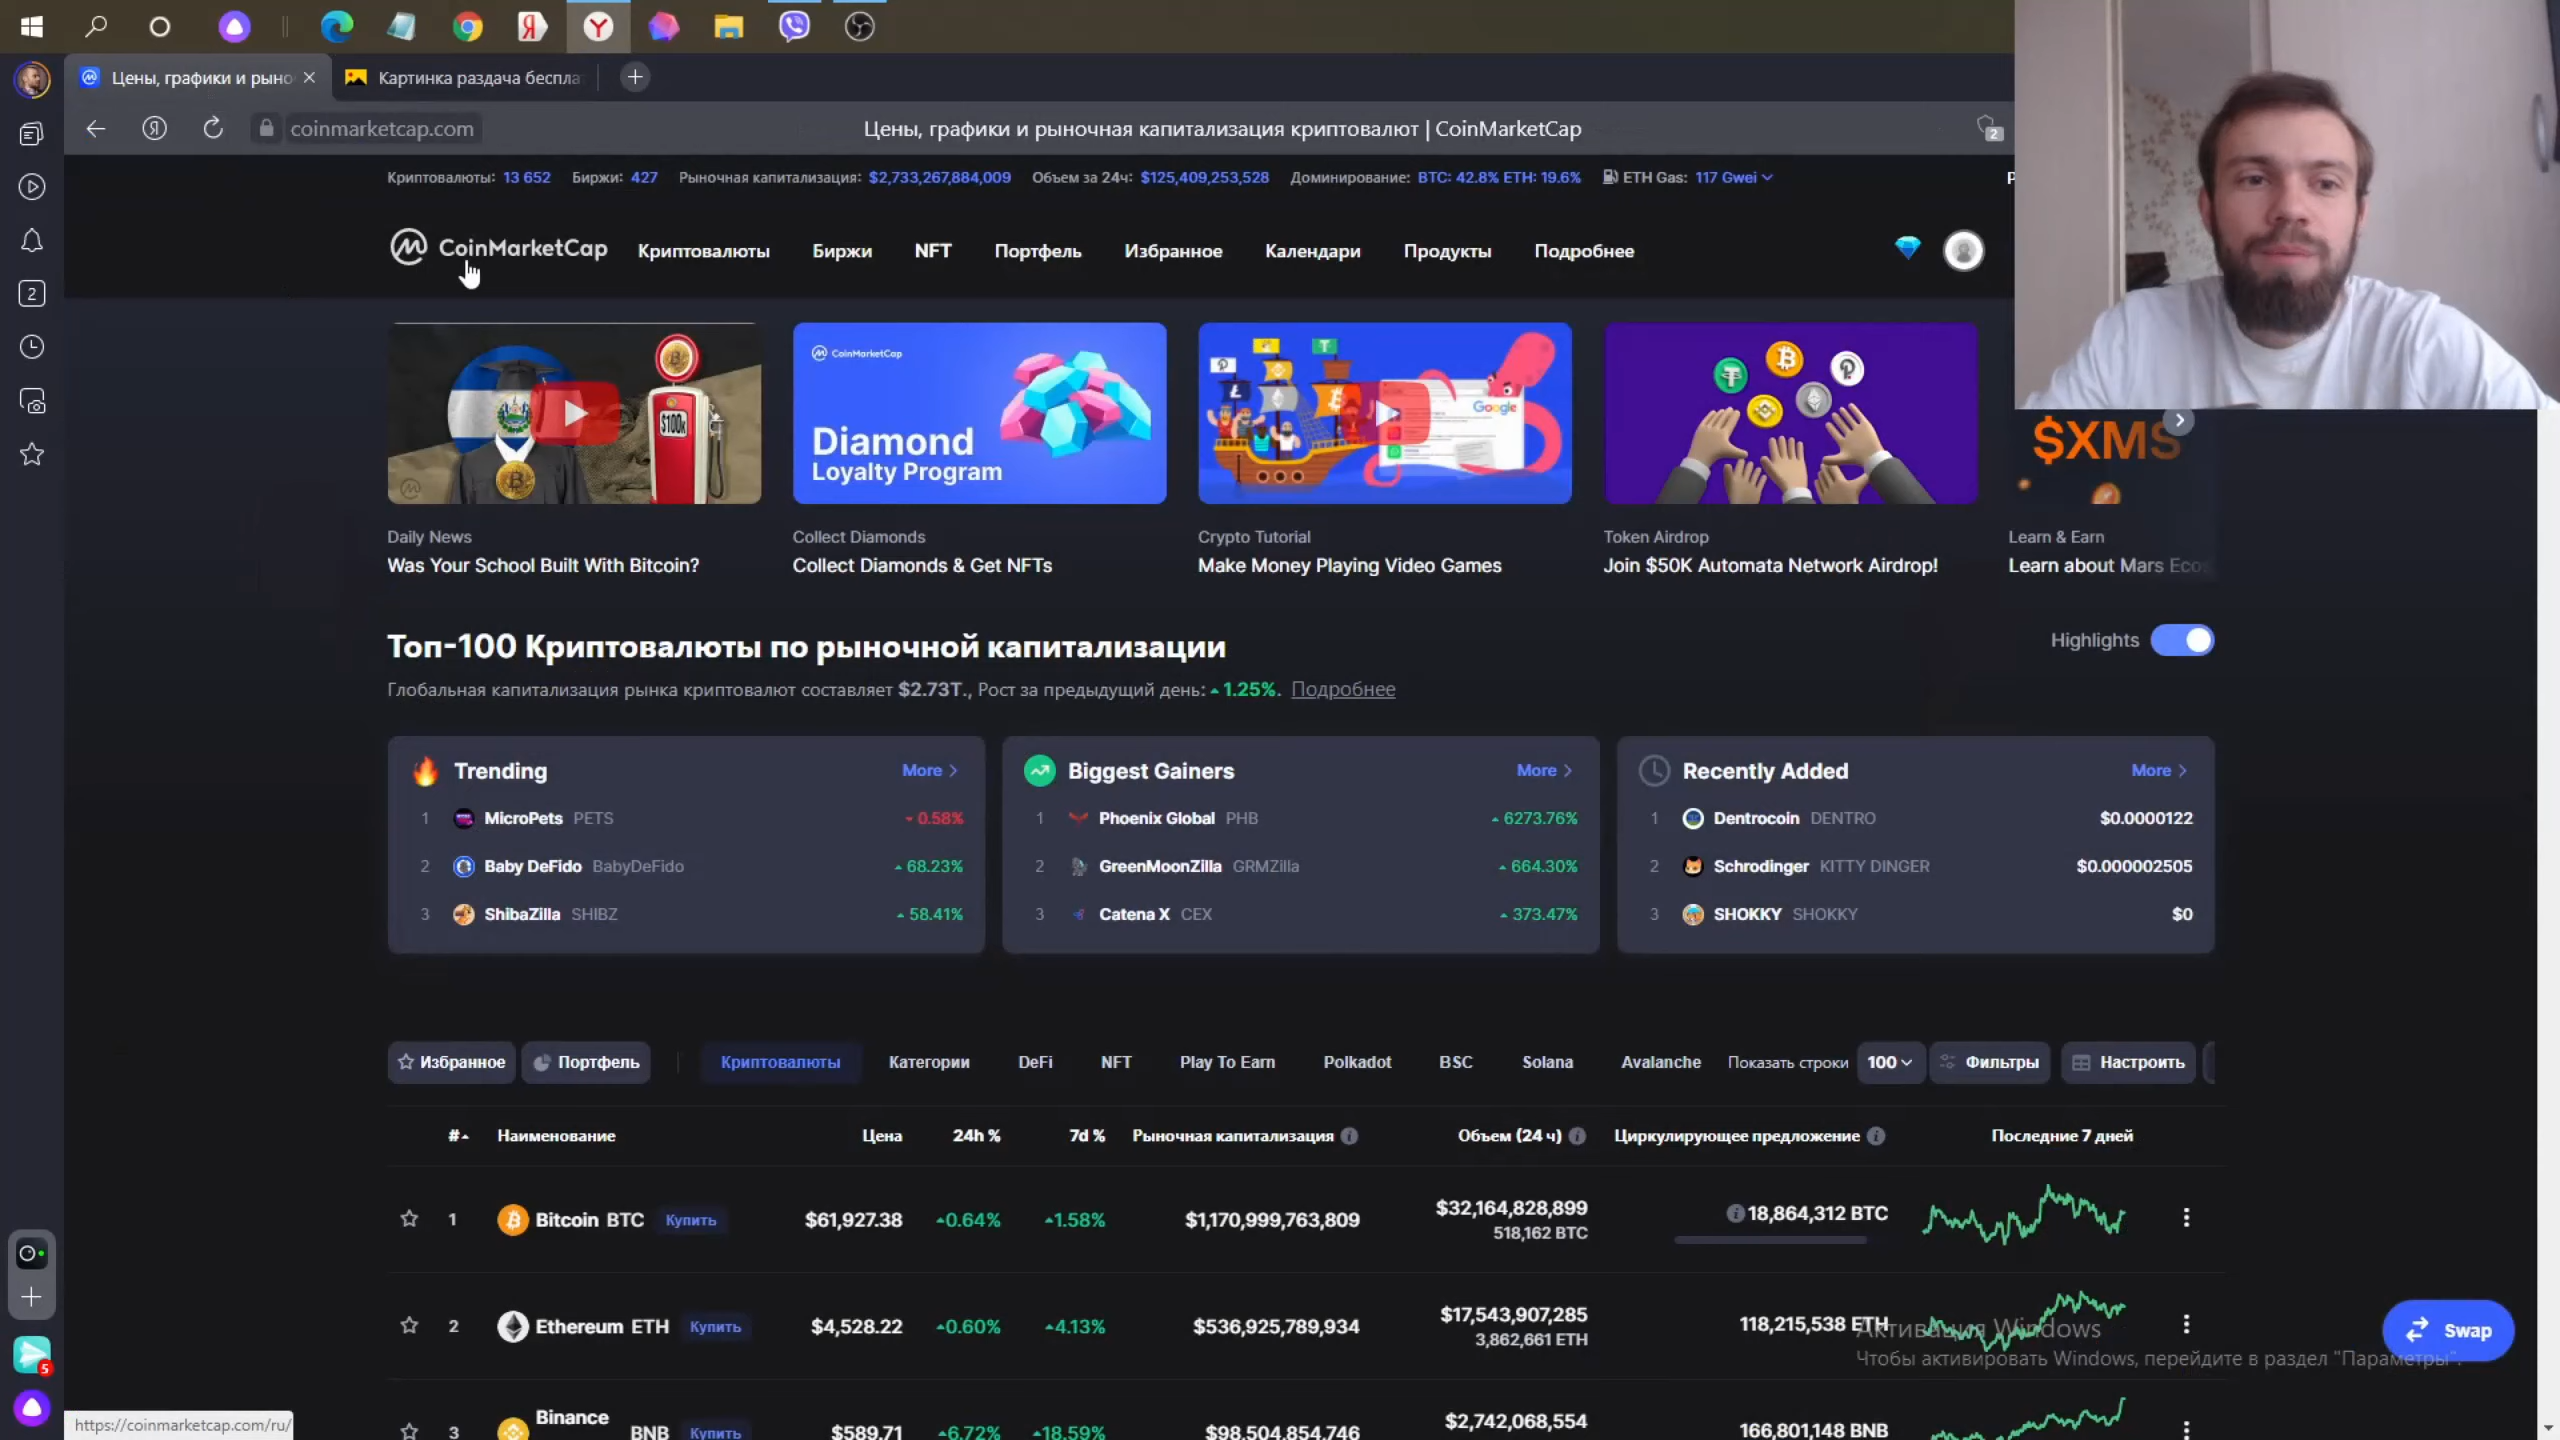 Цены, графики и рыно
Картинка раздача беспла
coinmarketcap.com
Цены, графики и рыночная капитализация криптовалют | CoinMarketCap
2
Криптовалюты: 13 652 Биржи: 427 Рыночная капитализация: $2,733,267,884,009 Объем за 24ч: $125,409,253,528 Доминирование: BTC: 42.8% ETH: 19.6% ETH Gas: 117 Gwei
CoinMarketCap Криптовалюты Биржи NFT Портфель Избранное Календари Продукты Подробнее
2
$100k
CoinMarketCap
Diamond
Loyalty Program
Google
$XMS
Daily News
Was Your School Built With Bitcoin?
Collect Diamonds
Collect Diamonds & Get NFTs
Crypto Tutorial
Make Money Playing Video Games
Token Airdrop
Join $50K Automata Network Airdrop!
Learn & Earn
Learn about Mars Ecos
Топ-100 Криптовалюты по рыночной капитализации
Highlights
Глобальная капитализация рынка криптовалют составляет $2.73T., Рост за предыдущий день: 1.25%. Подробнее
Trending More
1 MicroPets PETS 0.58%
2 Baby DeFido BabyDeFido 68.23%
3 ShibaZilla SHIBZ 58.41%
Biggest Gainers More
1 Phoenix Global PHB 6273.76%
2 GreenMoonZilla GRMZilla 664.30%
3 Catena X CEX 373.47%
Recently Added More
1 Dentrocoin DENTRO $0.0000122
2 Schrodinger KITTY DINGER $0.000002505
3 SHOKKY SHOKKY $0
Избранное Портфель Криптовалюты Категории DeFi NFT Play To Earn Polkadot BSC Solana Avalanche Показать строки 100 Фильтры Настроить
# Наименование Цена 24h % 7d % Рыночная капитализация Объем (24 ч) Циркулирующее предложение Последние 7 дней
1 Bitcoin BTC Купить $61,927.38 0.64% 1.58% $1,170,999,763,809 $32,164,828,899 18,864,312 BTC
518,162 BTC
2 Ethereum ETH Купить $4,528.22 0.60% 4.13% $536,925,789,934 $17,543,907,285 118,215,538 ETH
3,862,661 ETH
Активация Windows
Чтобы активировать Windows, перейдите в раздел "Параметры".
Swap
3 Binance BNB Купить $589.71 6.72% 18.59% $98,504,854,746 $2,742,068,554 166,801,148 BNB
5
https://coinmarketcap.com/ru/